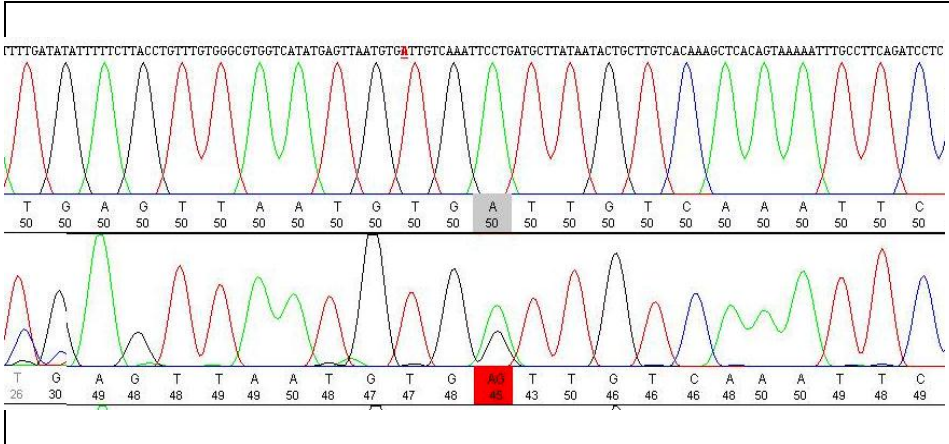 TTTGATATATTTTTCTTACCTGTTTGTGGGCGTGGTCATATGAGTTAATGTGATTGTCAAATTCCTGATGCTTATAATACTGCTTGTCACAAAGCTCACAGTAAAAATTTGCCTTCAGATCCTC
T G A G T T A A T G T G A T T G T C A A A T T C
50 50 50 50 50 50 50 50 50 50 50 50 50 50 50 50 50 50 50 50 50 50 50 50
T G A G T T A A T G T G AG T T G T C A A A T T C
26 30 49 48 48 49 49 50 48 47 47 48 45 43 50 46 46 46 48 50 49 47 48 49